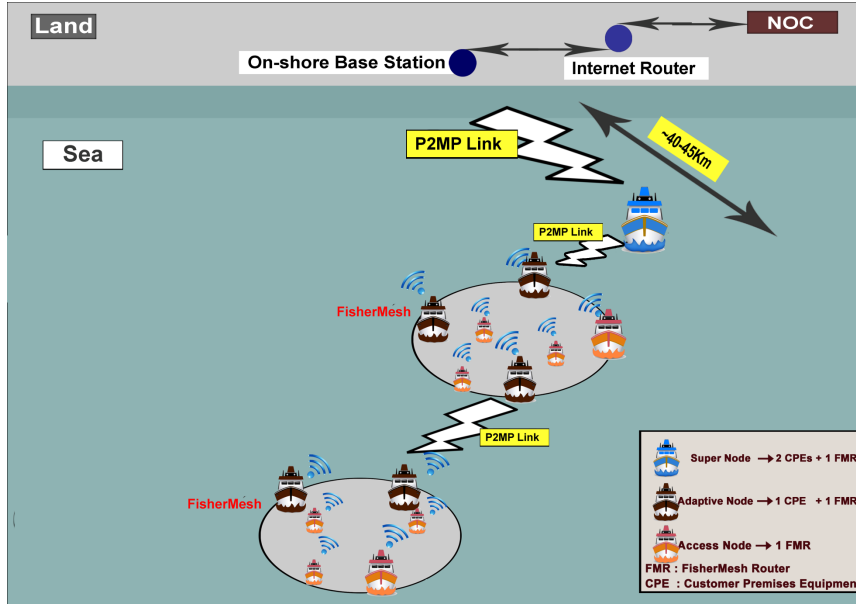 Land
NOC
On-shore Base Station
Internet Router
Sea
P2MP Link
~40-45Km
P2MP Link
FisherMesh
P2MP Link
FisherMesh
Super Node → 2 CPEs + 1 FMR
Adaptive Node → 1 CPE + 1 FMR
Access Node → 1 FMR
FMR : FisherMesh Router
CPE : Customer Premises Equipmen